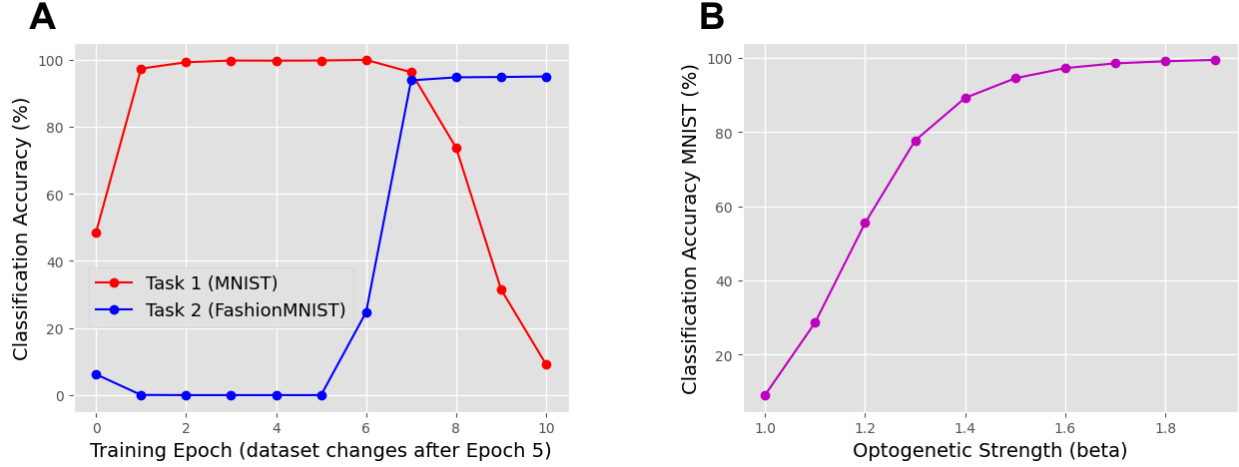 A
Classification Accuracy (%)
100
80
60
40
20
0
Task 1 (MNIST)
Task 2 (FashionMNIST)
0 2 4 6 8 10
Training Epoch (dataset changes after Epoch 5)
B
Classification Accuracy MNIST (%)
100
80
60
40
20
1.0 1.2 1.4 1.6 1.8
Optogenetic Strength (beta)